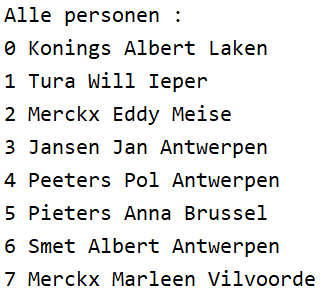 Alle personen :
0 Konings Albert Laken
1 Tura Will Ieper
2 Merckx Eddy Meise
3 Jansen Jan Antwerpen
4 Peeters Pol Antwerpen
5 Pieters Anna Brussel
6 Smet Albert Antwerpen
7 Merckx Marleen Vilvoorde